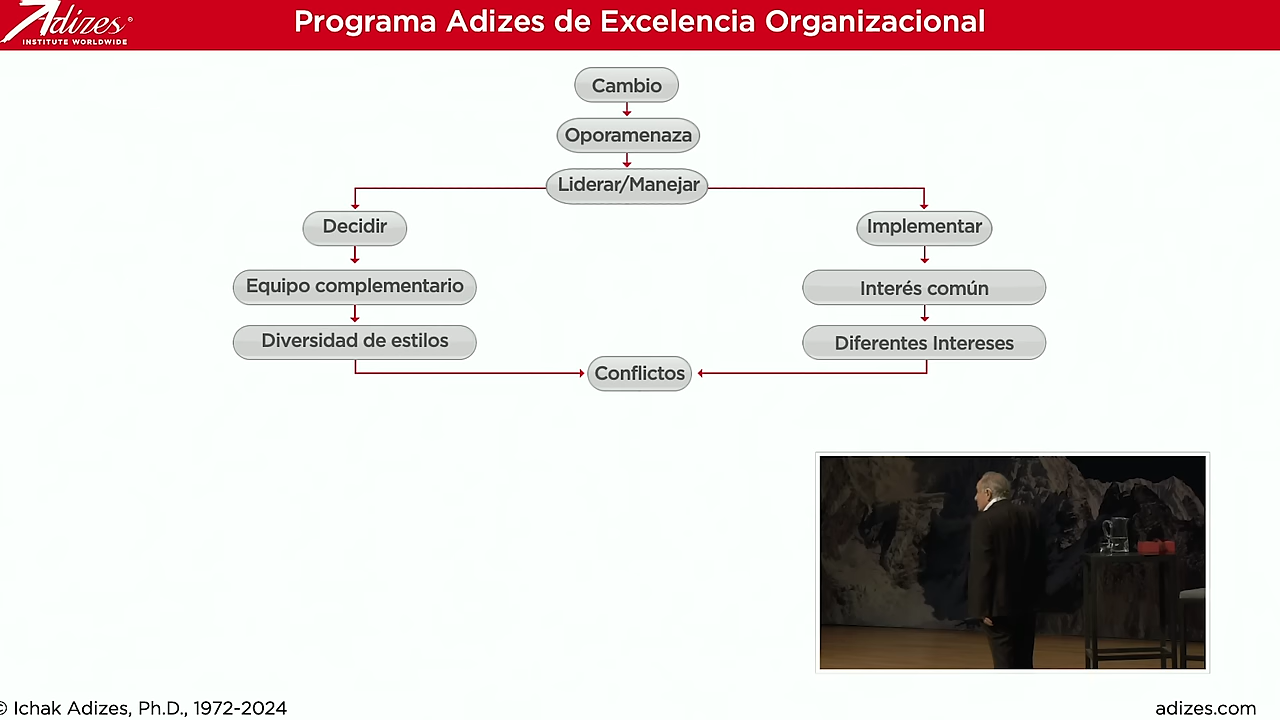 Adizes®
INSTITUTE WORLDWIDE
Programa Adizes de Excelencia Organizacional
Cambio
Oporamenaza
Liderar/Manejar
Decidir
Implementar
Equipo complementario
Interés común
Diversidad de estilos
Diferentes Intereses
Conflictos
© Ichak Adizes, Ph.D., 1972-2024
adizes.com